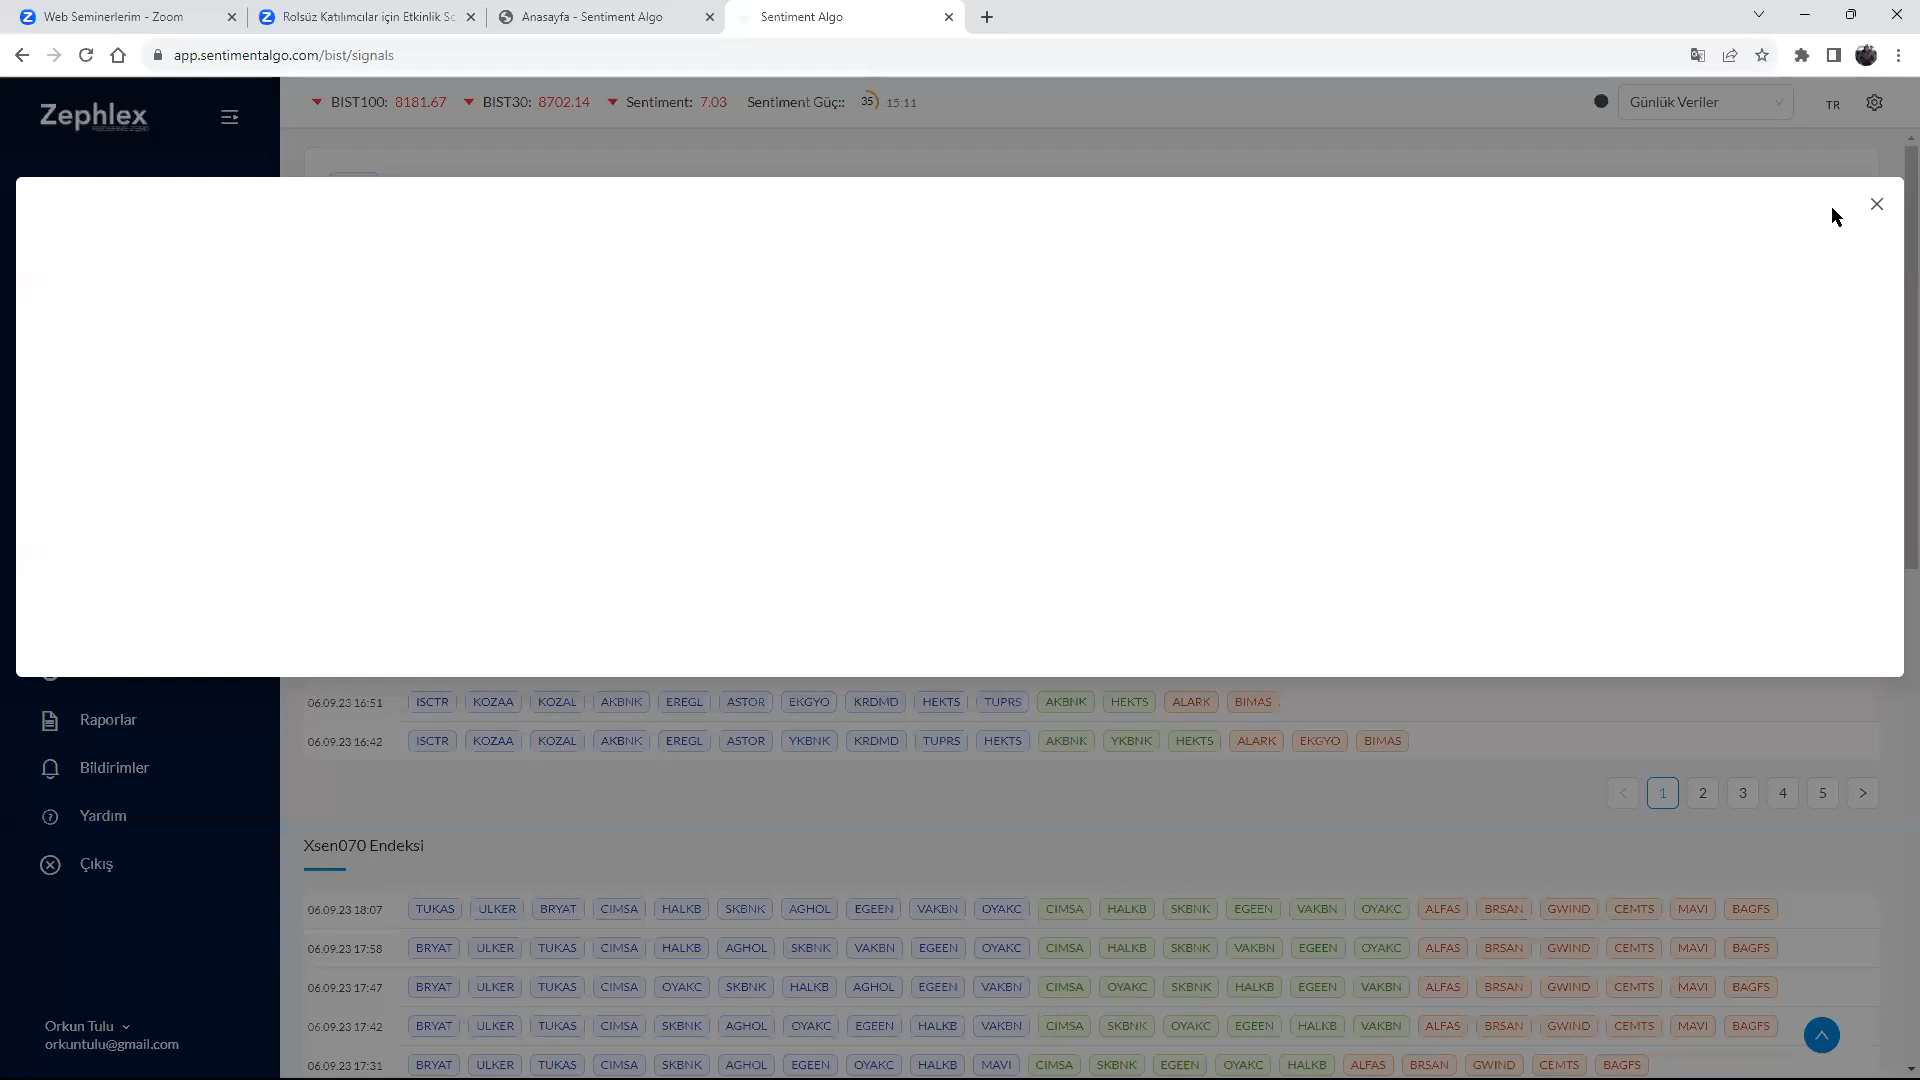 Web Seminerlerim - Zoom
Rolsüz Katılımcılar için Etkinlik Sc
Anasayfa - Sentiment Algo
Sentiment Algo
app.sentimentalgo.com/bist/signals
Zephlex
BIST100: 8181.67 BIST30: 8702.14 Sentiment: 7.03 Sentiment Güç:: 35 15:11
Günlük Veriler
TR
06.09.23 16:51 ISCTR KOZAA KOZAL AKBNK EREGL ASTOR EKGYO KRDMD HEKTS TUPRS AKBNK HEKTS ALARK BIMAS
06.09.23 16:42 ISCTR KOZAA KOZAL AKBNK EREGL ASTOR YKBNK KRDMD TUPRS HEKTS AKBNK YKBNK HEKTS ALARK EKGYO BIMAS
Raporlar
Bildirimler
Yardım
Çıkış
1 2 3 4 5
Xsen070 Endeksi
06.09.23 18:07 TUKAS ULKER BRYAT CIMSA HALKB SKBNK AGHOL EGEEN VAKBN OYAKC CIMSA HALKB SKBNK EGEEN VAKBN OYAKC ALFAS BRSAN GWIND CEMTS MAVI BAGFS
06.09.23 17:58 BRYAT ULKER TUKAS CIMSA HALKB AGHOL SKBNK VAKBN EGEEN OYAKC CIMSA HALKB SKBNK VAKBN EGEEN OYAKC ALFAS BRSAN GWIND CEMTS MAVI BAGFS
06.09.23 17:47 BRYAT ULKER TUKAS CIMSA OYAKC SKBNK HALKB AGHOL EGEEN VAKBN CIMSA OYAKC SKBNK HALKB EGEEN VAKBN ALFAS BRSAN GWIND CEMTS MAVI BAGFS
06.09.23 17:42 BRYAT ULKER TUKAS CIMSA SKBNK AGHOL OYAKC EGEEN HALKB VAKBN CIMSA SKBNK OYAKC EGEEN HALKB VAKBN ALFAS BRSAN GWIND CEMTS MAVI BAGFS
06.09.23 17:31 BRYAT ULKER TUKAS CIMSA SKBNK AGHOL EGEEN OYAKC HALKB MAVI CIMSA SKBNK EGEEN OYAKC HALKB ALFAS BRSAN GWIND CEMTS BAGFS
Orkun Tulu
orkuntulu@gmail.com